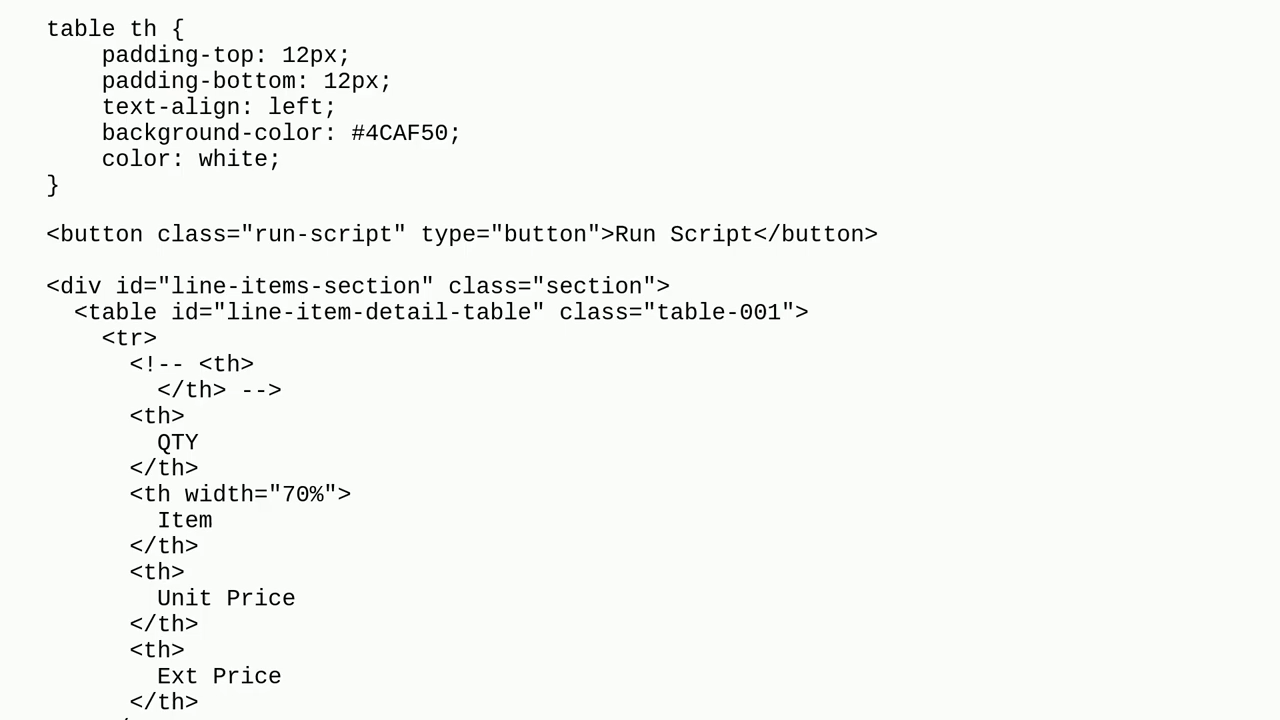 table th {
    padding-top: 12px;
    padding-bottom: 12px;
    text-align: left;
    background-color: #4CAF50;
    color: white;
}
<button class="run-script" type="button">Run Script</button>
<div id="line-items-section" class="section">
  <table id="line-item-detail-table" class="table-001">
    <tr>
      <!-- <th>
        </th> -->
      <th>
        QTY
      </th>
      <th width="70%">
        Item
      </th>
      <th>
        Unit Price
      </th>
      <th>
        Ext Price
      </th>